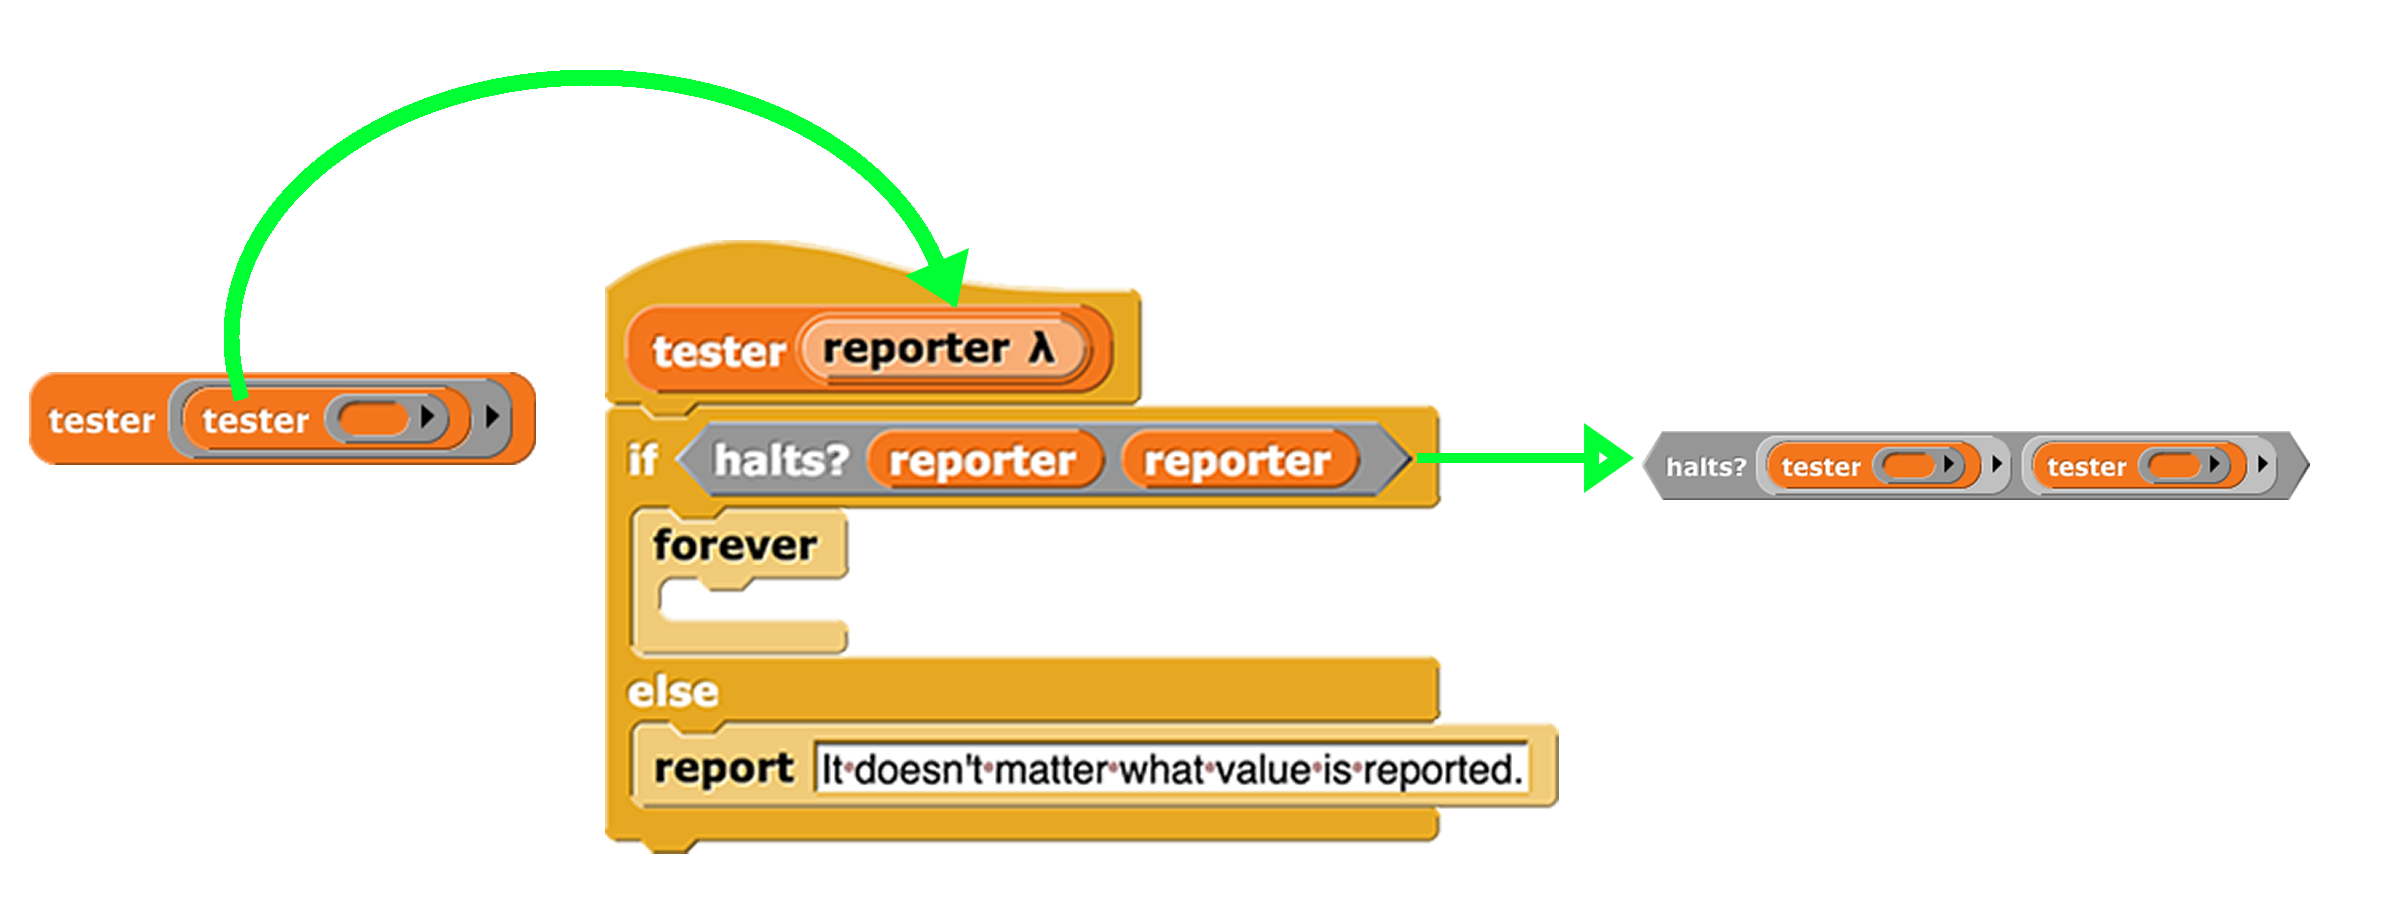 tester tester
tester reporter λ
if halts? reporter reporter
halts? tester tester
forever
else
report It doesn't matter what value is reported.